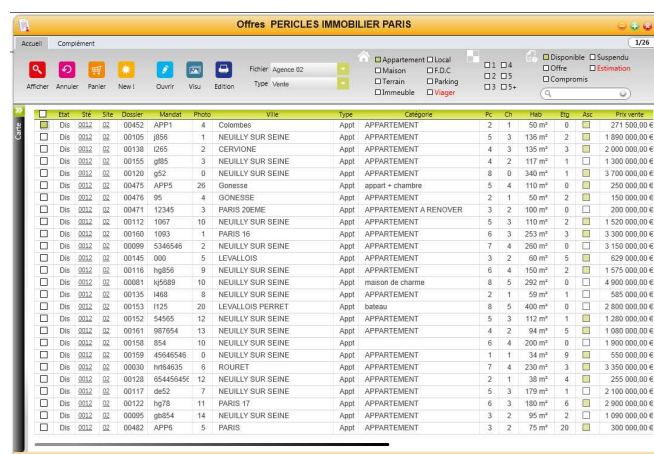 Offres PERICLES IMMOBILIER PARIS
Accueil Complément 1/26
Afficher Annuler Panier New ! Ouvrir Visu Edition
Fichier Agence 02
Type Vente
Appartement Local
Maison F.D.C
Terrain Parking
Immeuble Viager
1 4
2 5
3 5+
Disponible Suspendu
Offre Estimation
Compromis
Carte
Etat Sté Site Dossier Mandat Photo Ville Type Catégorie Pc Ch Hab Etg Asc Prix vente
Dis 0012 02 00452 APP1 4 Colombes Appt APPARTEMENT 2 1 50 m² 0 271 500,00 €
Dis 0012 02 00105 j856 1 NEUILLY SUR SEINE Appt APPARTEMENT 5 3 136 m² 2 1 890 000,00 €
Dis 0012 02 00138 l265 2 CERVIONE Appt APPARTEMENT 4 3 135 m² 3 2 000 000,00 €
Dis 0012 02 00155 gf85 3 NEUILLY SUR SEINE Appt APPARTEMENT 4 2 117 m² 1 1 300 000,00 €
Dis 0012 02 00120 g52 0 NEUILLY SUR SEINE Appt APPARTEMENT 8 0 340 m² 1 3 700 000,00 €
Dis 0012 02 00475 APP5 26 Gonesse Appt appart + chambre 5 4 110 m² 0 250 000,00 €
Dis 0012 02 00476 95 4 GONESSE Appt APPARTEMENT 2 1 50 m² 2 150 000,00 €
Dis 0012 02 00471 12345 3 PARIS 20EME Appt APPARTEMENT A RENOVER 3 2 100 m² 0 200 000,00 €
Dis 0012 02 00112 1067 10 NEUILLY SUR SEINE Appt APPARTEMENT 5 3 110 m² 2 1 520 000,00 €
Dis 0012 02 00160 1093 1 PARIS 16 Appt APPARTEMENT 6 3 253 m² 3 3 300 000,00 €
Dis 0012 02 00099 5346546 2 NEUILLY SUR SEINE Appt APPARTEMENT 7 4 260 m² 0 3 150 000,00 €
Dis 0012 02 00145 000 5 LEVALLOIS Appt APPARTEMENT 3 2 60 m² 5 629 000,00 €
Dis 0012 02 00116 hg856 9 NEUILLY SUR SEINE Appt APPARTEMENT 6 4 150 m² 2 1 575 000,00 €
Dis 0012 02 00081 kj5689 10 NEUILLY SUR SEINE Appt maison de charme 8 5 292 m² 0 4 900 000,00 €
Dis 0012 02 00135 l468 8 NEUILLY SUR SEINE Appt APPARTEMENT 2 1 59 m² 1 585 000,00 €
Dis 0012 02 00153 l125 20 LEVALLOIS PERRET Appt bateau 8 5 400 m² 0 2 800 000,00 €
Dis 0012 02 00152 54565 12 NEUILLY SUR SEINE Appt APPARTEMENT 5 3 112 m² 1 1 280 000,00 €
Dis 0012 02 00161 987654 13 NEUILLY SUR SEINE Appt APPARTEMENT 4 2 94 m² 5 1 080 000,00 €
Dis 0012 02 00158 854 10 NEUILLY SUR SEINE Appt 6 4 200 m² 0 1 900 000,00 €
Dis 0012 02 00159 45646546 0 NEUILLY SUR SEINE Appt APPARTEMENT 1 1 34 m² 9 550 000,00 €
Dis 0012 02 00030 hrt64635 6 ROURET Appt APPARTEMENT 7 4 230 m² 3 3 350 000,00 €
Dis 0012 02 00128 654456456 12 NEUILLY SUR SEINE Appt APPARTEMENT 2 1 38 m² 4 255 000,00 €
Dis 0012 02 00117 de52 7 NEUILLY SUR SEINE Appt APPARTEMENT 5 3 179 m² 1 2 100 000,00 €
Dis 0012 02 00122 hg78 11 PARIS 17 Appt APPARTEMENT 6 3 180 m² 6 2 900 000,00 €
Dis 0012 02 00095 gb854 14 NEUILLY SUR SEINE Appt APPARTEMENT 3 2 95 m² 2 1 090 000,00 €
Dis 0012 02 00482 APP6 5 PARIS Appt APPARTEMENT 3 2 75 m² 20 300 000,00 €